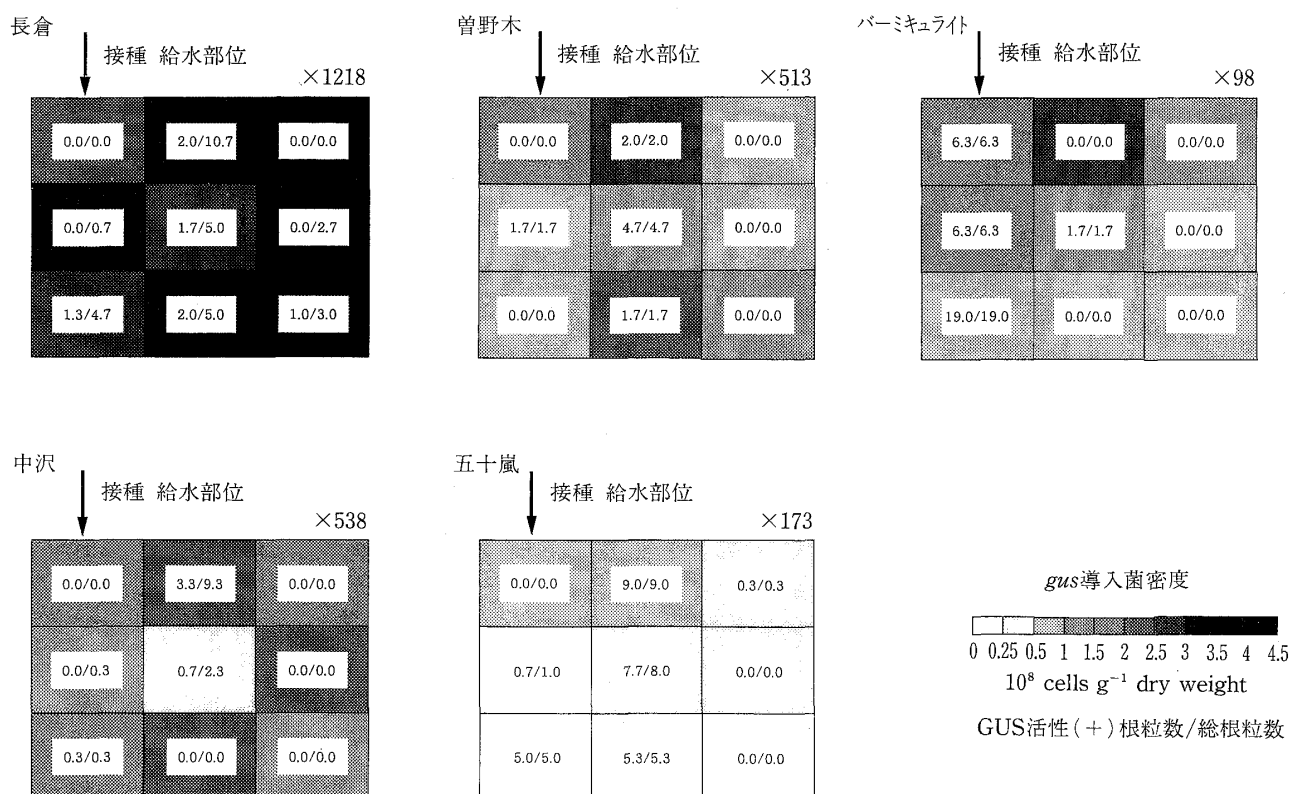 長倉
接種 給水部位
×1218
0.0/0.0 2.0/10.7 0.0/0.0
0.0/0.7 1.7/5.0 0.0/2.7
1.3/4.7 2.0/5.0 1.0/3.0
曽野木
接種 給水部位
×513
0.0/0.0 2.0/2.0 0.0/0.0
1.7/1.7 4.7/4.7 0.0/0.0
0.0/0.0 1.7/1.7 0.0/0.0
バーミキュライト
接種 給水部位
×98
6.3/6.3 0.0/0.0 0.0/0.0
6.3/6.3 1.7/1.7 0.0/0.0
19.0/19.0 0.0/0.0 0.0/0.0
中沢
接種 給水部位
×538
0.0/0.0 3.3/9.3 0.0/0.0
0.0/0.3 0.7/2.3 0.0/0.0
0.3/0.3 0.0/0.0 0.0/0.0
五十嵐
接種 給水部位
×173
0.0/0.0 9.0/9.0 0.3/0.3
0.7/1.0 7.7/8.0 0.0/0.0
5.0/5.0 5.3/5.3 0.0/0.0
gus導入菌密度
0 0.25 0.5 1 1.5 2 2.5 3 3.5 4 4.5
10⁸ cells g⁻¹ dry weight
GUS活性(+)根粒数/総根粒数